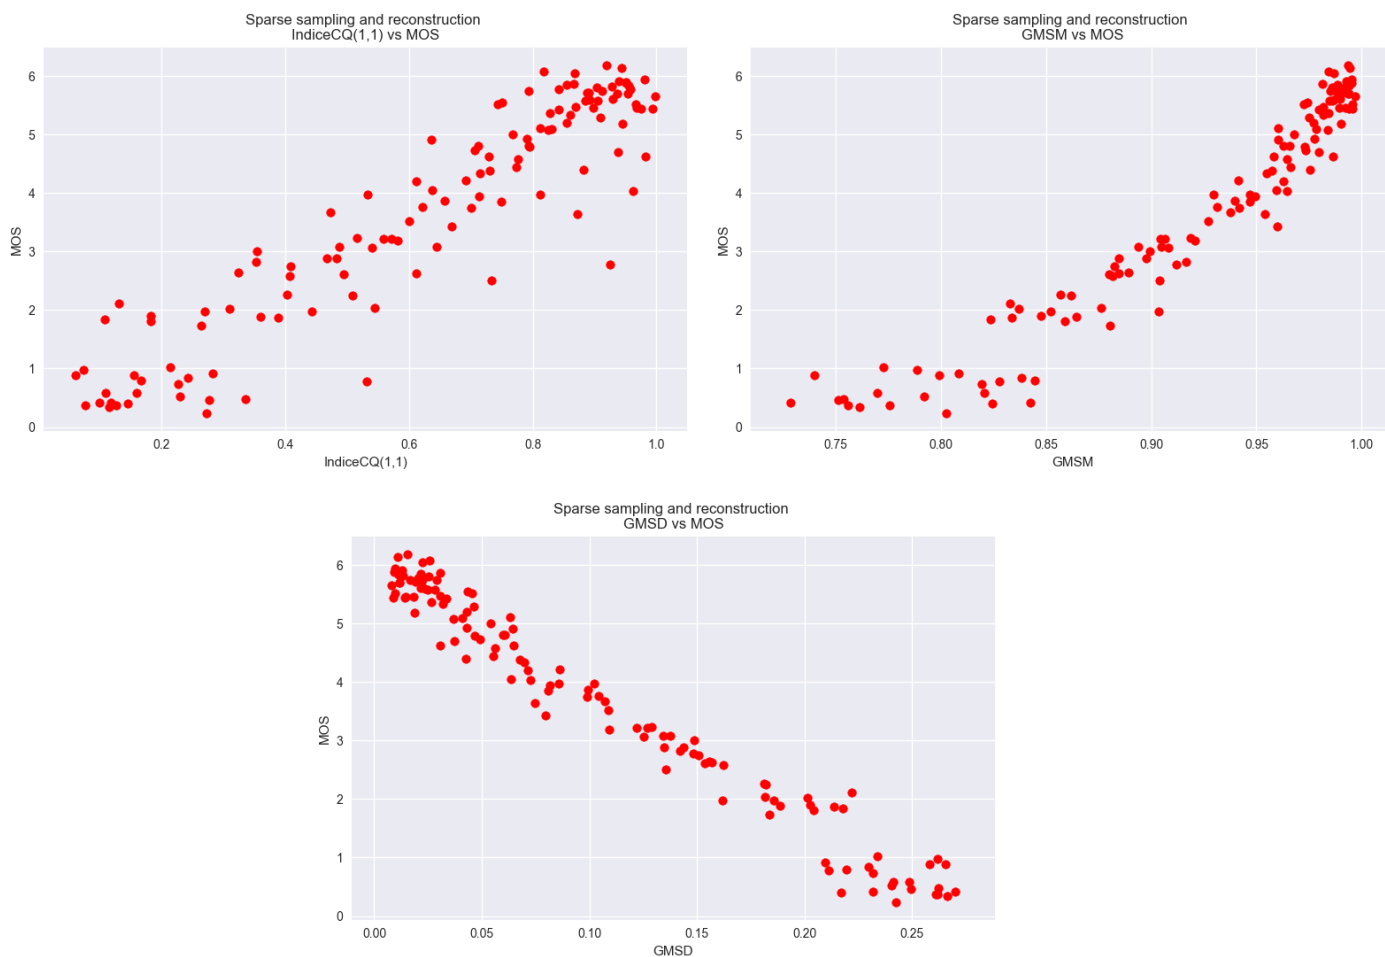 Sparse sampling and reconstruction
IndiceCQ(1,1) vs MOS
MOS
6
5
4
3
2
1
0
0.2 0.4 0.6 0.8 1.0
IndiceCQ(1,1)
Sparse sampling and reconstruction
GMSM vs MOS
MOS
6
5
4
3
2
1
0
0.75 0.80 0.85 0.90 0.95 1.00
GMSM
Sparse sampling and reconstruction
GMSD vs MOS
MOS
6
5
4
3
2
1
0
0.00 0.05 0.10 0.15 0.20 0.25
GMSD